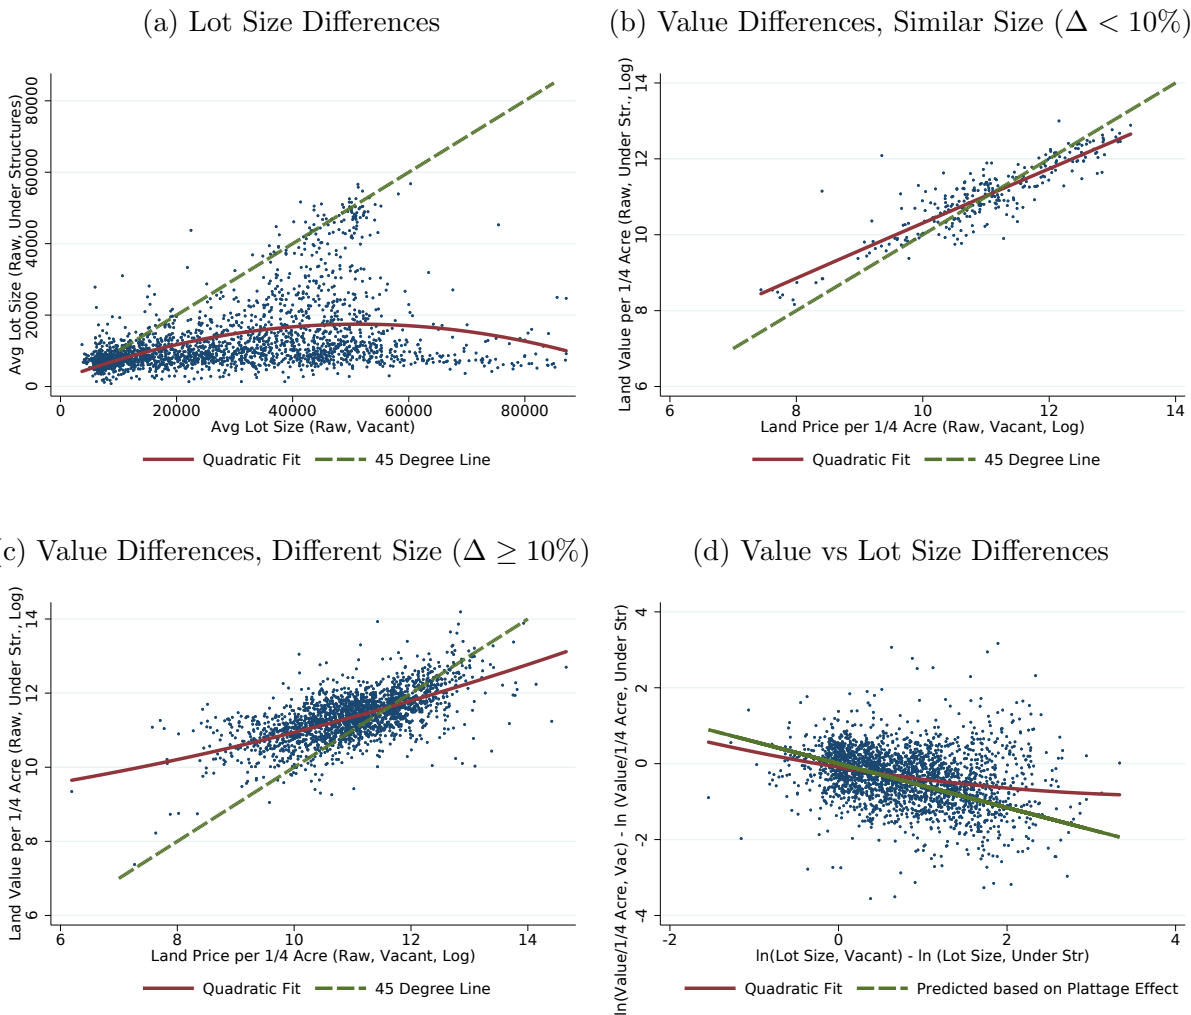 (a) Lot Size Differences
Avg Lot Size (Raw, Under Structures)
80000
60000
40000
20000
0
0 20000 40000 60000 80000
Avg Lot Size (Raw, Vacant)
Quadratic Fit 45 Degree Line
(b) Value Differences, Similar Size (Δ < 10%)
Land Value per 1/4 Acre (Raw, Under Str., Log)
14
12
10
8
6
6 8 10 12 14
Land Price per 1/4 Acre (Raw, Vacant, Log)
Quadratic Fit 45 Degree Line
c) Value Differences, Different Size (Δ ≥ 10%)
Land Value per 1/4 Acre (Raw, Under Str., Log)
14
12
10
8
6
6 8 10 12 14
Land Price per 1/4 Acre (Raw, Vacant, Log)
Quadratic Fit 45 Degree Line
(d) Value vs Lot Size Differences
ln(Value/1/4 Acre, Vac) - ln (Value/1/4 Acre, Under Str)
4
2
0
-2
-4
-2 0 2 4
ln(Lot Size, Vacant) - ln (Lot Size, Under Str)
Quadratic Fit Predicted based on Plattage Effect